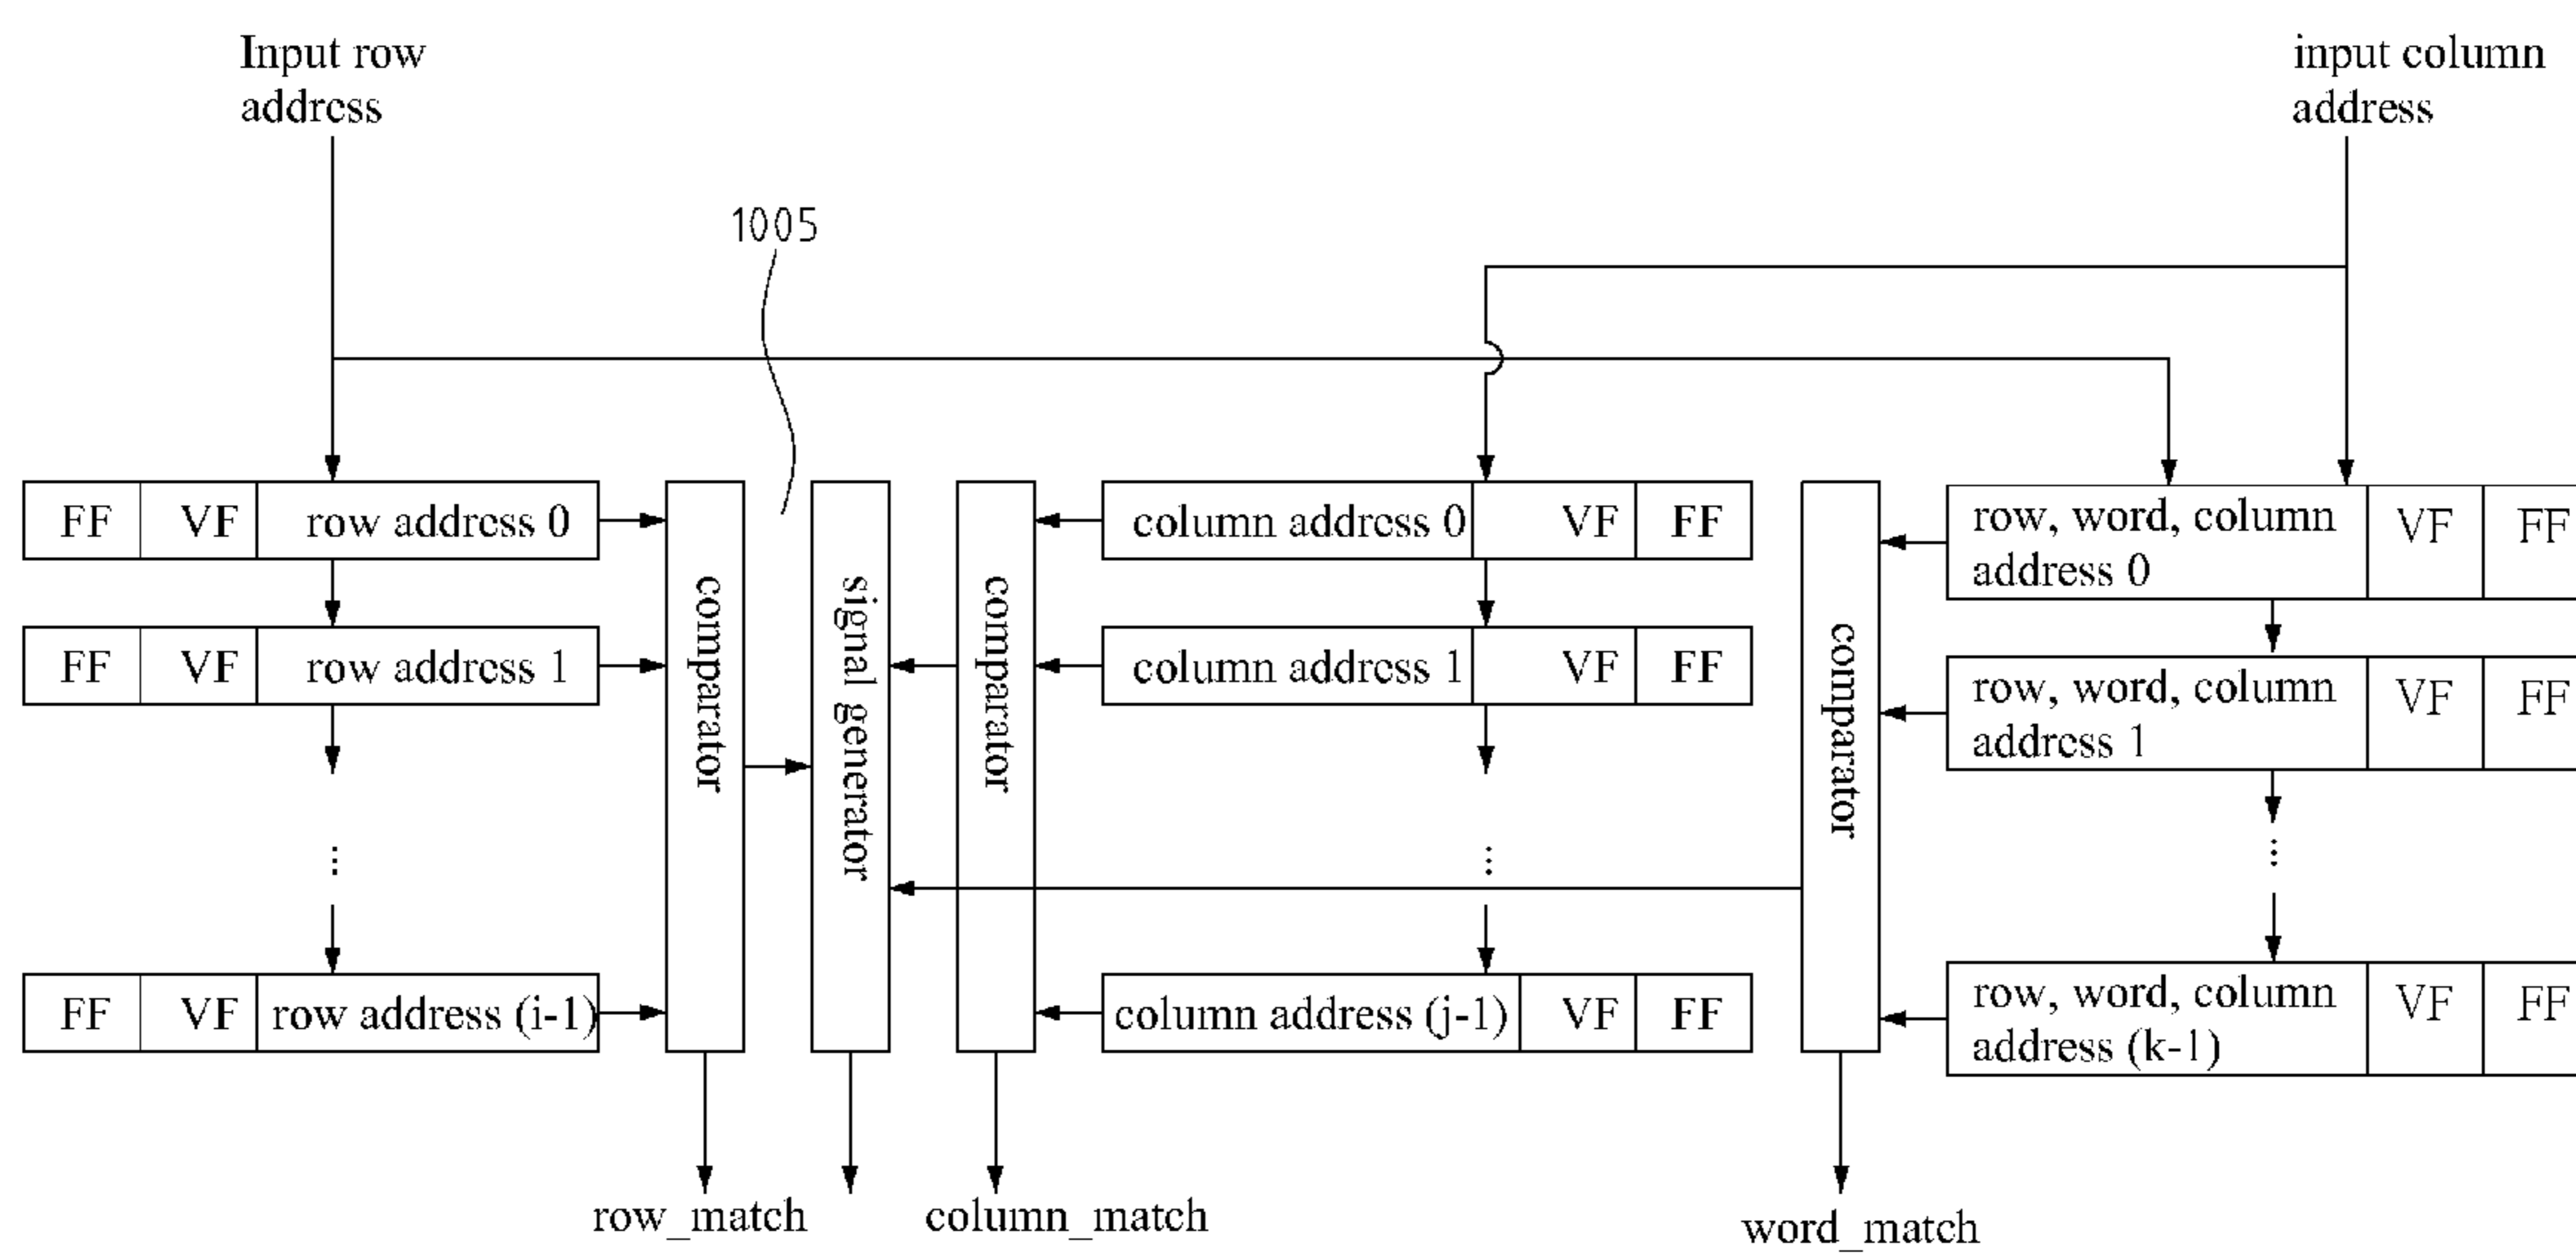 Input row
address
input column
address
1005
FF VF row address 0
column address 0 VF FF
row, word, column
address 0
VF FF
FF VF row address 1
column address 1 VF FF
row, word, column
address 1
VF FF
comparator
signal generator
comparator
comparator
...
...
...
FF VF row address (i-1)
column address (j-1) VF FF
row, word, column
address (k-1)
VF FF
row_match
column_match
word_match